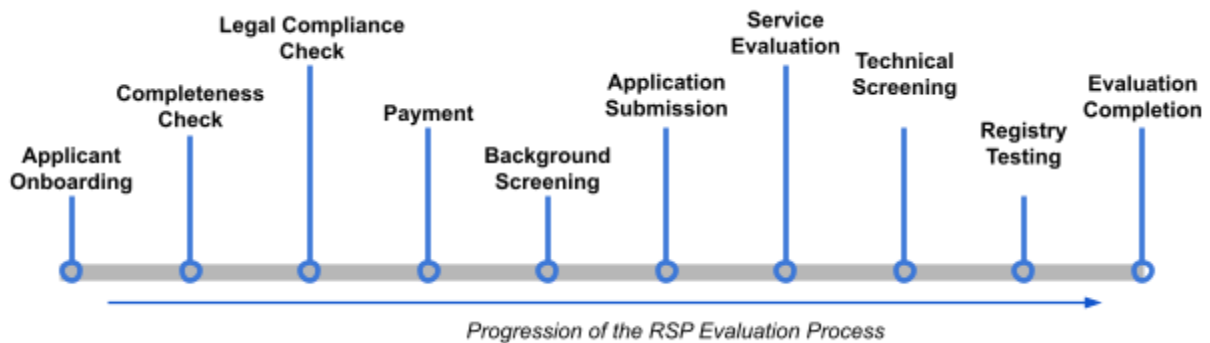 Applicant
Onboarding
Completeness
Check
Legal Compliance
Check
Payment
Background
Screening
Application
Submission
Service
Evaluation
Technical
Screening
Registry
Testing
Evaluation
Completion
Progression of the RSP Evaluation Process